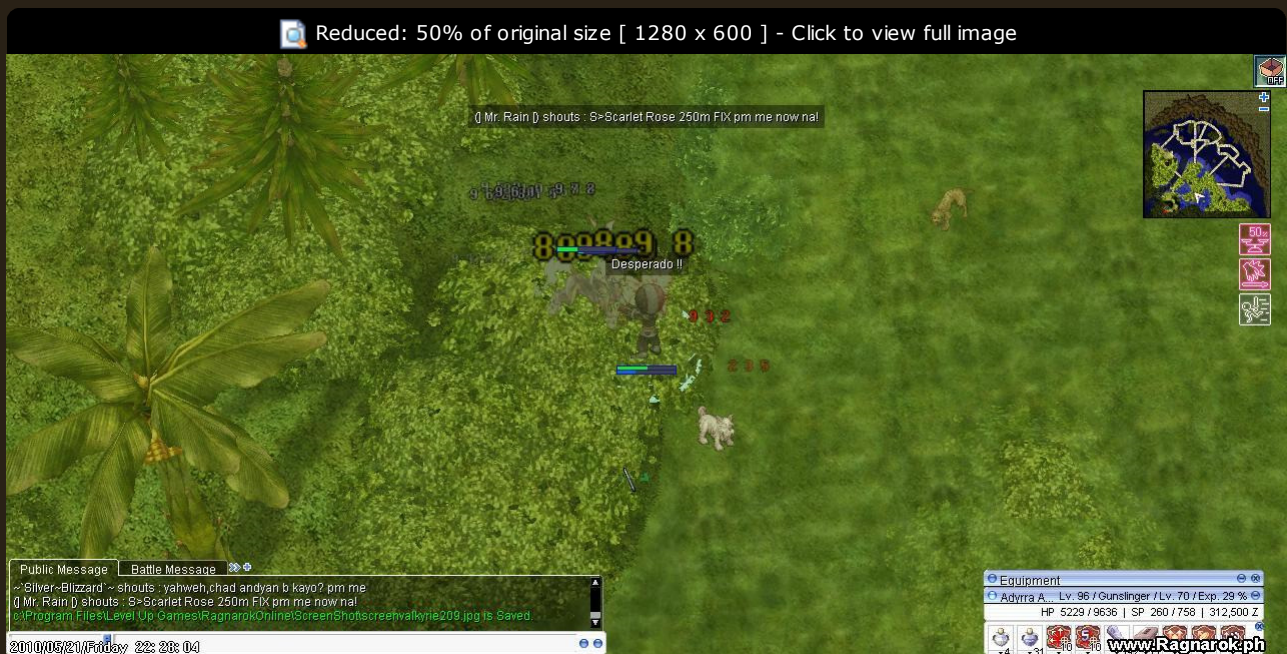 Reduced: 50% of original size [ 1280 x 600 ] - Click to view full image
OFF
(] Mr. Rain [) shouts : S>Scarlet Rose 250m FIX pm me now na!
Desperado !!
932
50%
Public Message
Battle Message
~`Silver~Blizzard`~ shouts : yahweh,chad andyan b kayo? pm me
(] Mr. Rain [) shouts : S>Scarlet Rose 250m FIX pm me now na!
c:\Program Files\Level Up Games\RagnarokOnline\ScreenShot\screenvalkyrie209.jpg is Saved.
2010/05/21/Friday 22:28:04
Equipment
Adyrra A... Lv. 96 / Gunslinger / Lv. 70 / Exp. 29 %
HP 5229 / 9636 | SP 260 / 758 | 312,500 Z
www.Ragnarok.ph